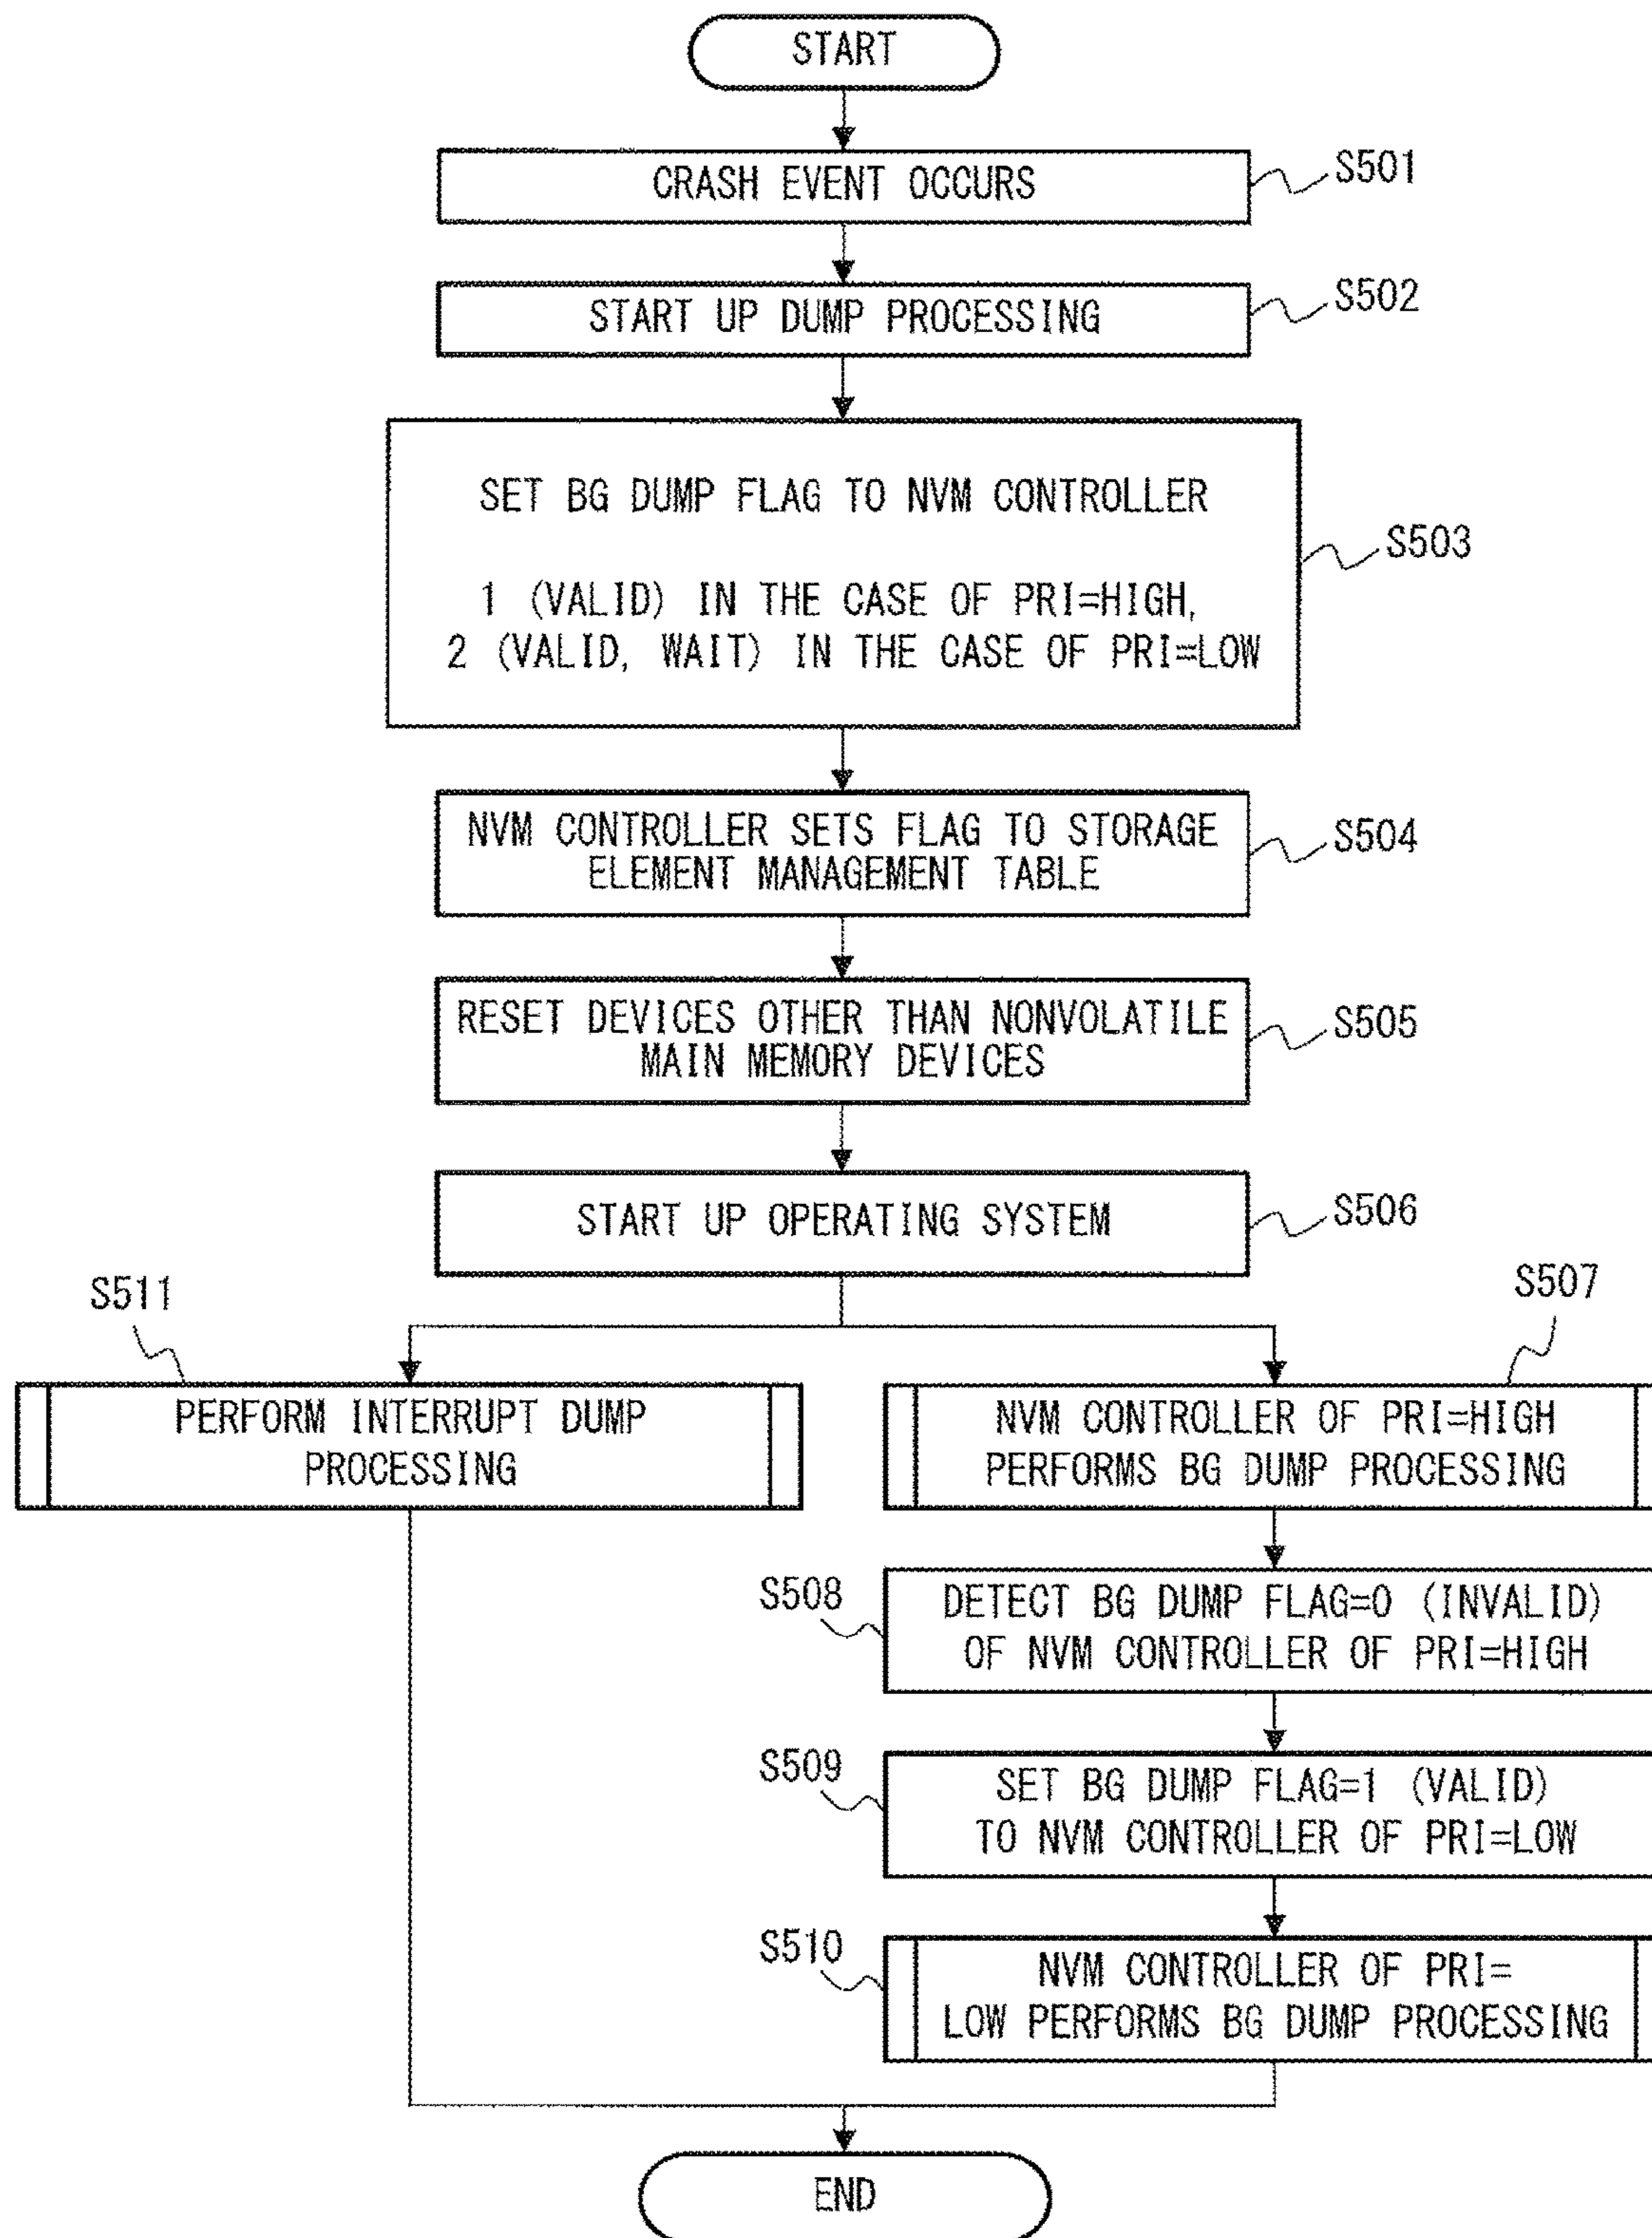 START
CRASH EVENT OCCURS
S501
START UP DUMP PROCESSING
S502
SET BG DUMP FLAG TO NVM CONTROLLER
1 (VALID) IN THE CASE OF PRI=HIGH,
2 (VALID, WAIT) IN THE CASE OF PRI=LOW
S503
NVM CONTROLLER SETS FLAG TO STORAGE
ELEMENT MANAGEMENT TABLE
S504
RESET DEVICES OTHER THAN NONVOLATILE
MAIN MEMORY DEVICES
S505
START UP OPERATING SYSTEM
S506
S511
PERFORM INTERRUPT DUMP
PROCESSING
S507
NVM CONTROLLER OF PRI=HIGH
PERFORMS BG DUMP PROCESSING
S508
DETECT BG DUMP FLAG=0 (INVALID)
OF NVM CONTROLLER OF PRI=HIGH
S509
SET BG DUMP FLAG=1 (VALID)
TO NVM CONTROLLER OF PRI=LOW
S510
NVM CONTROLLER OF PRI=
LOW PERFORMS BG DUMP PROCESSING
END